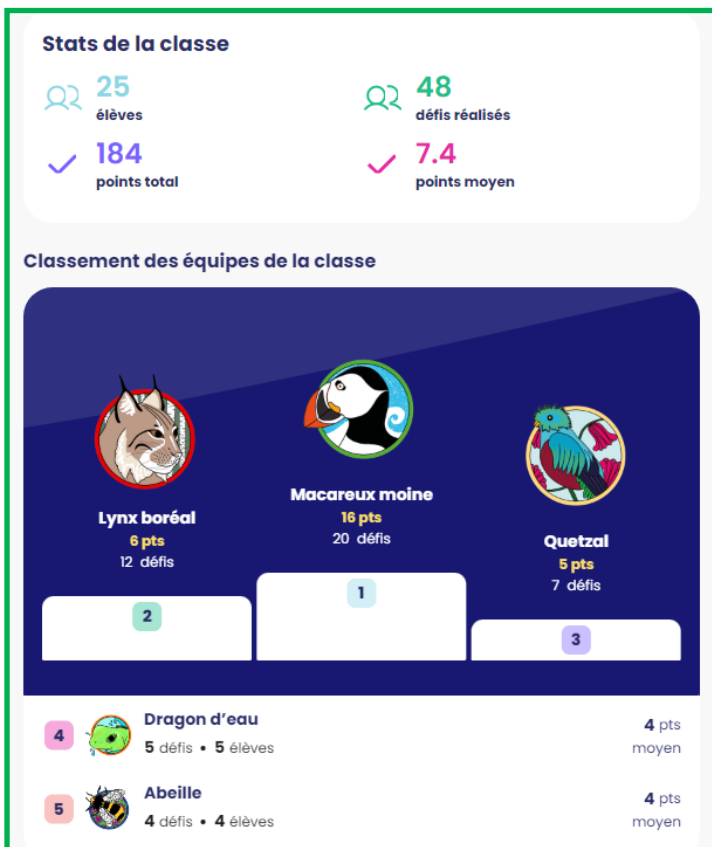 Stats de la classe
25
élèves
48
défis réalisés
184
points total
7.4
points moyen
Classement des équipes de la classe
Lynx boréal
6 pts
12 défis
Macareux moine
16 pts
20 défis
Quetzal
5 pts
7 défis
2
1
3
4
Dragon d'eau
5 défis • 5 élèves
4 pts
moyen
5
Abeille
4 défis • 4 élèves
4 pts
moyen